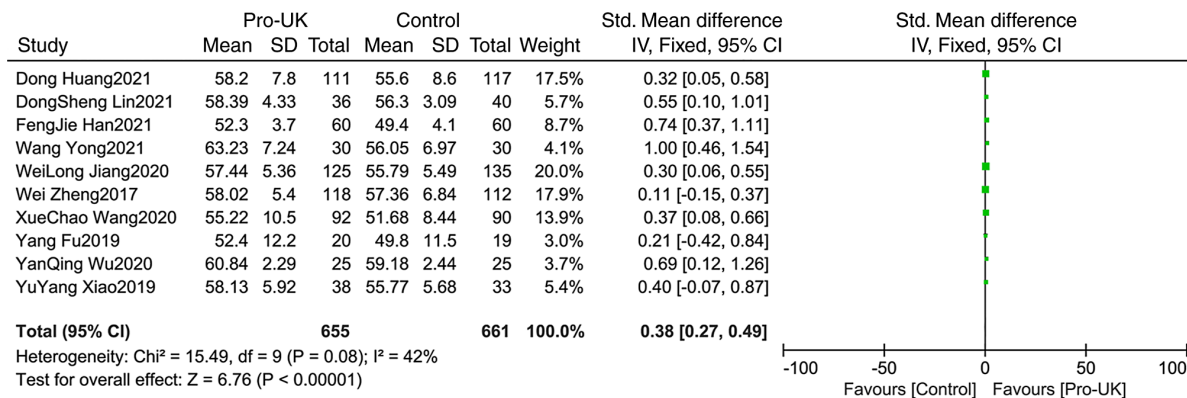 Pro-UK Control Std. Mean difference Std. Mean difference
Study Mean SD Total Mean SD Total Weight IV, Fixed, 95% CI IV, Fixed, 95% CI
Dong Huang2021 58.2 7.8 111 55.6 8.6 117 17.5% 0.32 [0.05, 0.58]
DongSheng Lin2021 58.39 4.33 36 56.3 3.09 40 5.7% 0.55 [0.10, 1.01]
FengJie Han2021 52.3 3.7 60 49.4 4.1 60 8.7% 0.74 [0.37, 1.11]
Wang Yong2021 63.23 7.24 30 56.05 6.97 30 4.1% 1.00 [0.46, 1.54]
WeiLong Jiang2020 57.44 5.36 125 55.79 5.49 135 20.0% 0.30 [0.06, 0.55]
Wei Zheng2017 58.02 5.4 118 57.36 6.84 112 17.9% 0.11 [-0.15, 0.37]
XueChao Wang2020 55.22 10.5 92 51.68 8.44 90 13.9% 0.37 [0.08, 0.66]
Yang Fu2019 52.4 12.2 20 49.8 11.5 19 3.0% 0.21 [-0.42, 0.84]
YanQing Wu2020 60.84 2.29 25 59.18 2.44 25 3.7% 0.69 [0.12, 1.26]
YuYang Xiao2019 58.13 5.92 38 55.77 5.68 33 5.4% 0.40 [-0.07, 0.87]
Total (95% CI) 655 661 100.0% 0.38 [0.27, 0.49]
Heterogeneity: Chi² = 15.49, df = 9 (P = 0.08); I² = 42%
Test for overall effect: Z = 6.76 (P < 0.00001)
-100 -50 0 50 100
Favours [Control] Favours [Pro-UK]